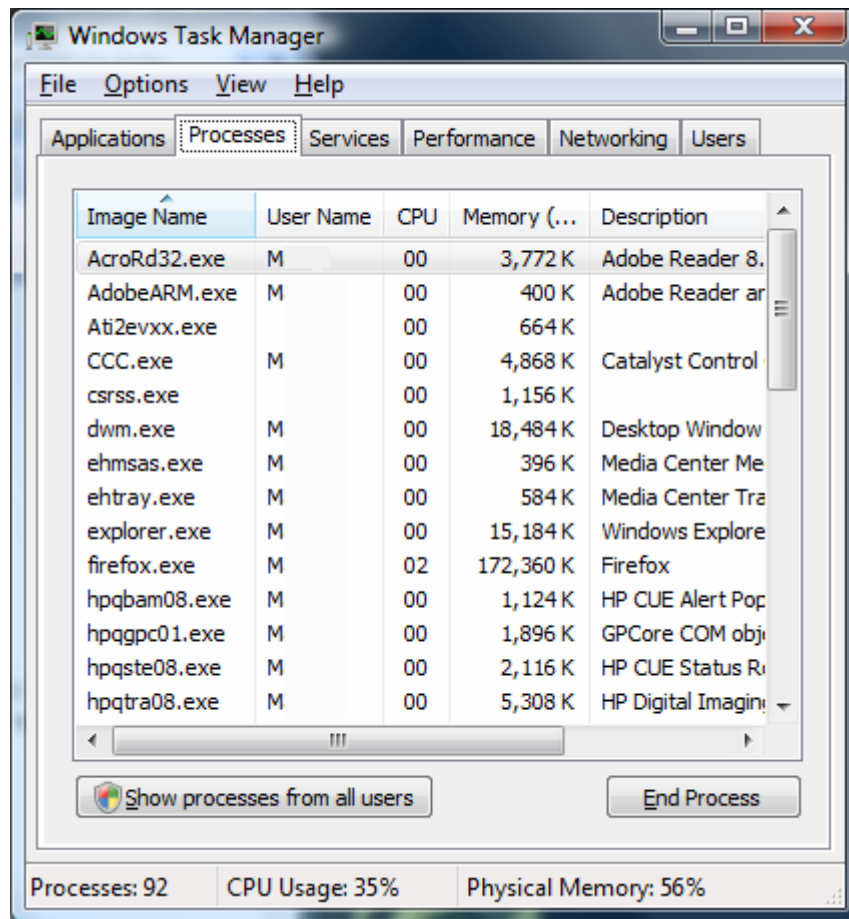 Windows Task Manager
File Options View Help
Applications Processes Services Performance Networking Users
Image Name User Name CPU Memory (... Description
AcroRd32.exe M 00 3,772 K Adobe Reader 8.
AdobeARM.exe M 00 400 K Adobe Reader ar
Ati2evxx.exe 00 664 K
CCC.exe M 00 4,868 K Catalyst Control
csrss.exe 00 1,156 K
dwm.exe M 00 18,484 K Desktop Window
ehmsas.exe M 00 396 K Media Center Me
ehtray.exe M 00 584 K Media Center Tra
explorer.exe M 00 15,184 K Windows Explore
firefox.exe M 02 172,360 K Firefox
hpqbam08.exe M 00 1,124 K HP CUE Alert Pop
hpqgpc01.exe M 00 1,896 K GPCore COM obj
hpqste08.exe M 00 2,116 K HP CUE Status R
hpqtra08.exe M 00 5,308 K HP Digital Imaging
Show processes from all users End Process
Processes: 92 CPU Usage: 35% Physical Memory: 56%